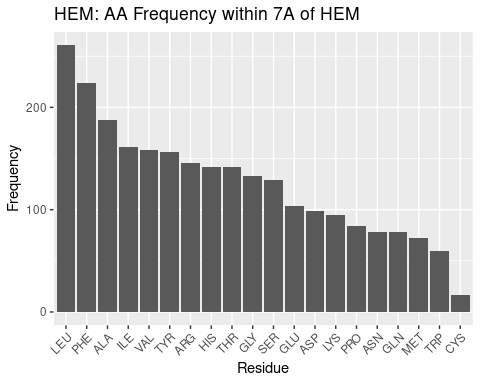 HEM: AA Frequency within 7A of HEM
Frequency
200
100
0
LEU PHE ALA ILE VAL TYR ARG HIS THR GLY SER GLU ASP LYS PRO ASN GLN MET TRP CYS
Residue